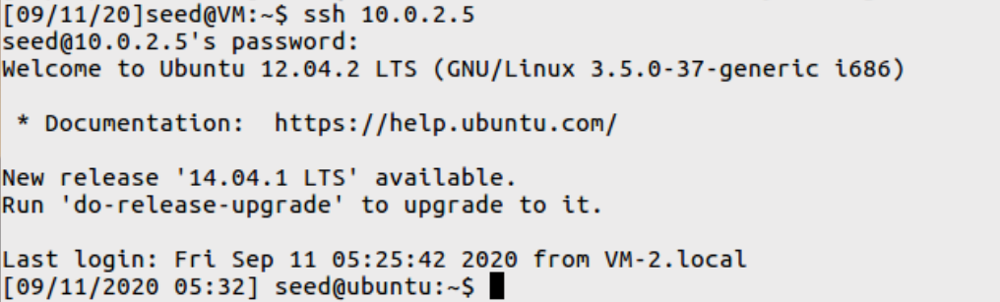 [09/11/20]seed@VM:~$ ssh 10.0.2.5
seed@10.0.2.5's password:
Welcome to Ubuntu 12.04.2 LTS (GNU/Linux 3.5.0-37-generic i686)
* Documentation:  https://help.ubuntu.com/
New release '14.04.1 LTS' available.
Run 'do-release-upgrade' to upgrade to it.
Last login: Fri Sep 11 05:25:42 2020 from VM-2.local
[09/11/2020 05:32] seed@ubuntu:~$